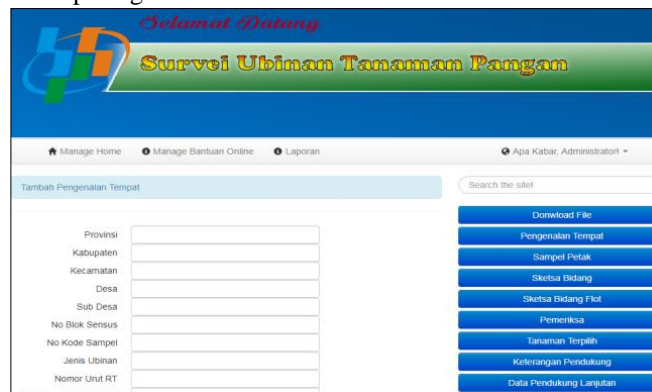 Selamat Datang
Survei Ubinan Tanaman Pangan
Manage Home Manage Bantuan Online Laporan Apa Kabar, Administrator!
Tambah Pengenalan Tempat
Search the site!
Donwload File
Pengenalan Tempat
Sampel Petak
Sketsa Bidang
Sketsa Bidang Flot
Pemeriksa
Tanaman Terpilih
Keterangan Pendukung
Data Pendukung Lanjutan
Provinsi
Kabupaten
Kecamatan
Desa
Sub Desa
No Blok Sensus
No Kode Sampel
Jenis Ubinan
Nomor Urut RT